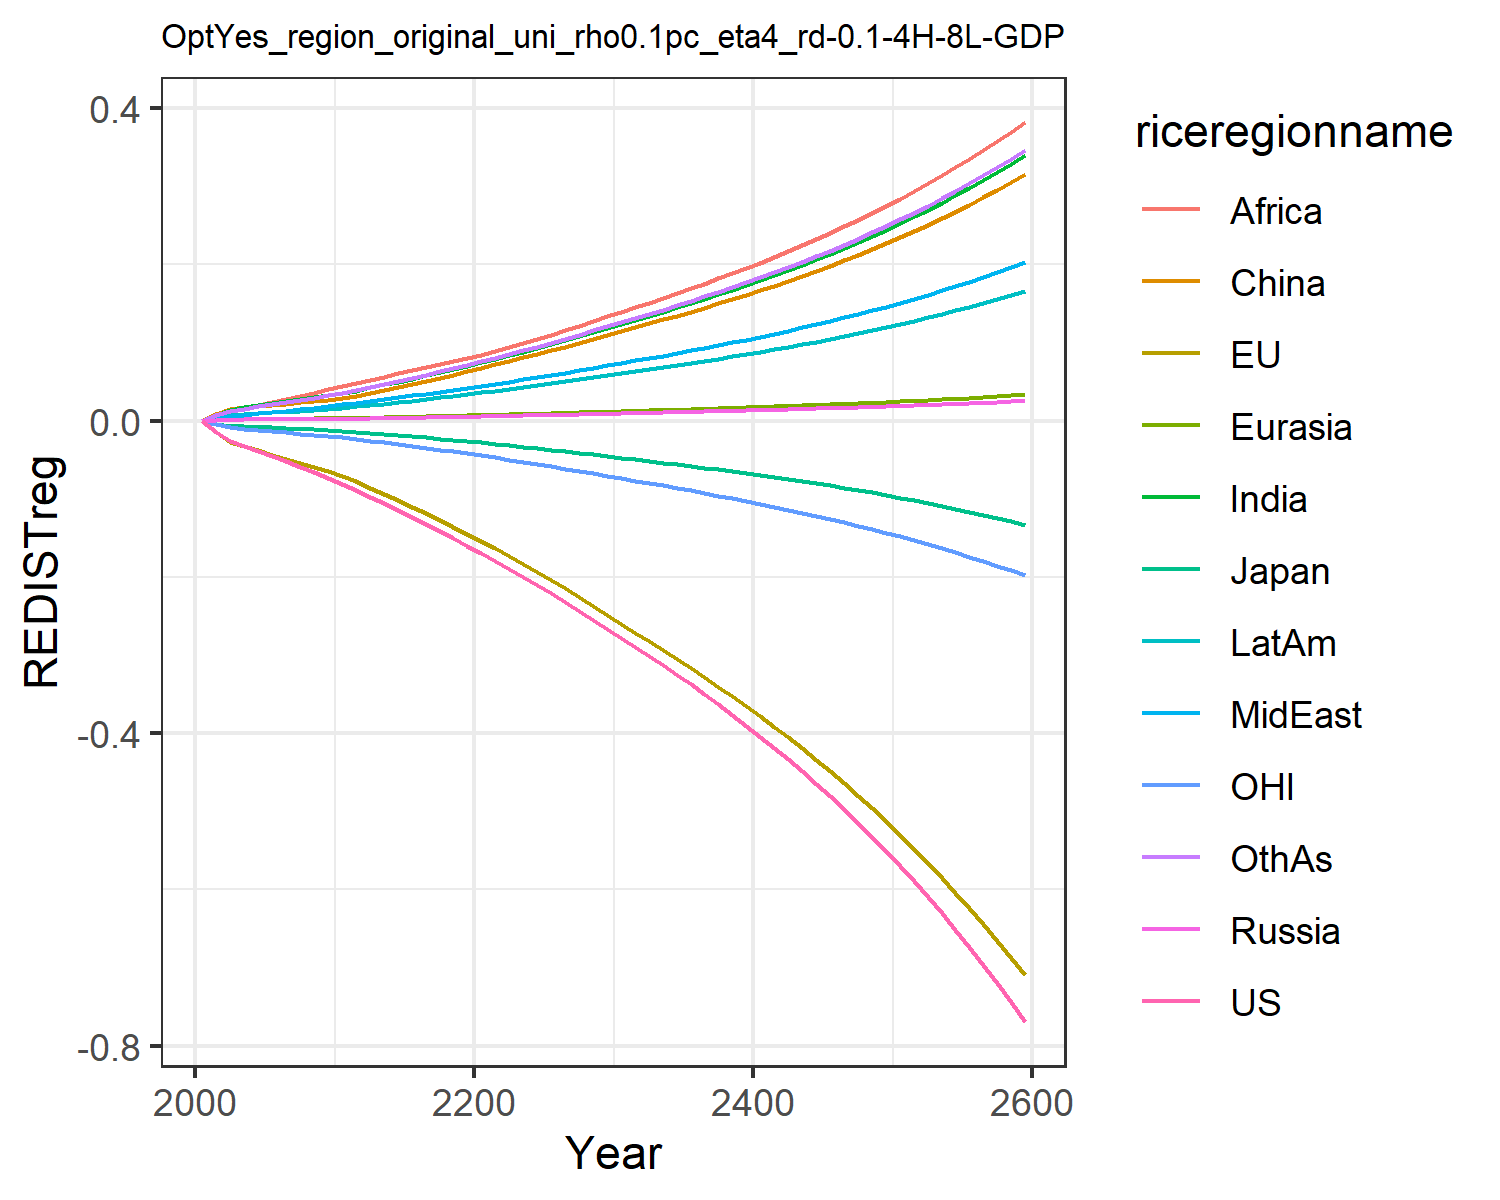 OptYes_region_original_uni_rho0.1pc_eta4_rd-0.1-4H-8L-GDP
0.4
0.0
-0.4
-0.8
REDISTreg
2000 2200 2400 2600
Year
riceregionname
Africa
China
EU
Eurasia
India
Japan
LatAm
MidEast
OHI
OthAs
Russia
US